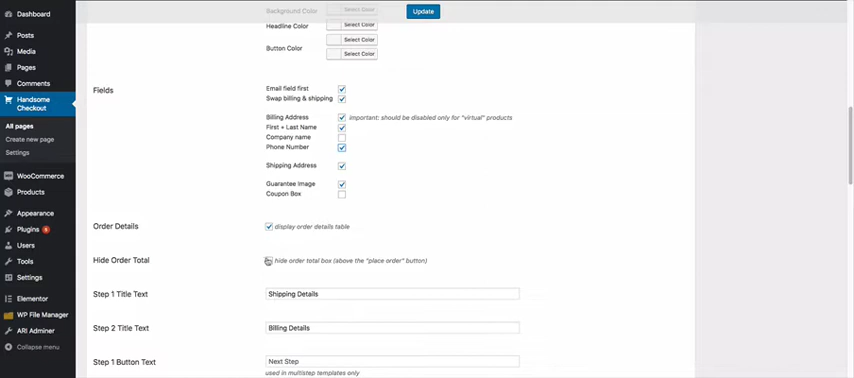 Dashboard
Posts
Media
Pages
Comments
Handsome
Checkout
All pages
Create new page
Settings
WooCommerce
Products
Appearance
Plugins 6
Users
Tools
Settings
Elementor
WP File Manager
ARI Adminer
Collapse menu
Update
Background Color Select Color
Headline Color Select Color
Select Color
Button Color Select Color
Fields
Email field first
Swap billing & shipping
Billing Address important: should be disabled only for "virtual" products
First + Last Name
Company name
Phone Number
Shipping Address
Guarantee Image
Coupon Box
Order Details display order details table
Hide Order Total hide order total box (above the "place order" button)
Step 1 Title Text Shipping Details
Step 2 Title Text Billing Details
Step 1 Button Text Next Step
used in multistep templates only